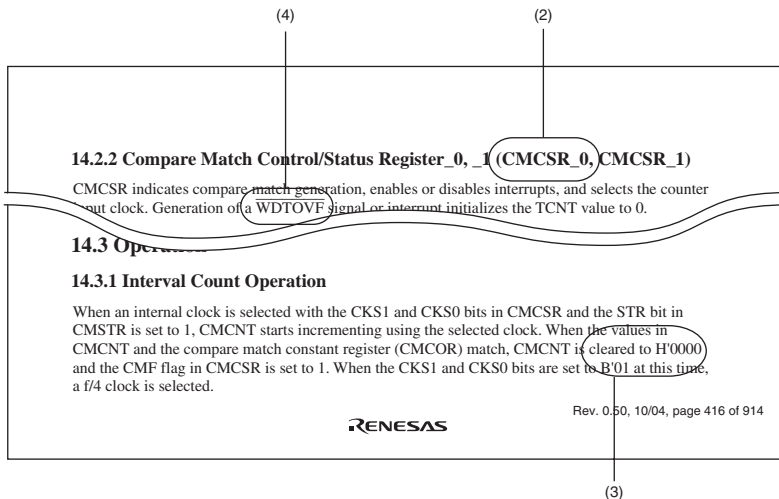 (4) (2)
14.2.2 Compare Match Control/Status Register_0, _1 (CMCSR_0, CMCSR_1)
CMCSR indicates compare match generation, enables or disables interrupts, and selects the counter
input clock. Generation of a WDTOVF signal or interrupt initializes the TCNT value to 0.
14.3 Operation
14.3.1 Interval Count Operation
When an internal clock is selected with the CKS1 and CKS0 bits in CMCSR and the STR bit in
CMSTR is set to 1, CMCNT starts incrementing using the selected clock. When the values in
CMCNT and the compare match constant register (CMCOR) match, CMCNT is cleared to H'0000
and the CMF flag in CMCSR is set to 1. When the CKS1 and CKS0 bits are set to B'01 at this time,
a f/4 clock is selected.
Rev. 0.50, 10/04, page 416 of 914
RENESAS
(3)